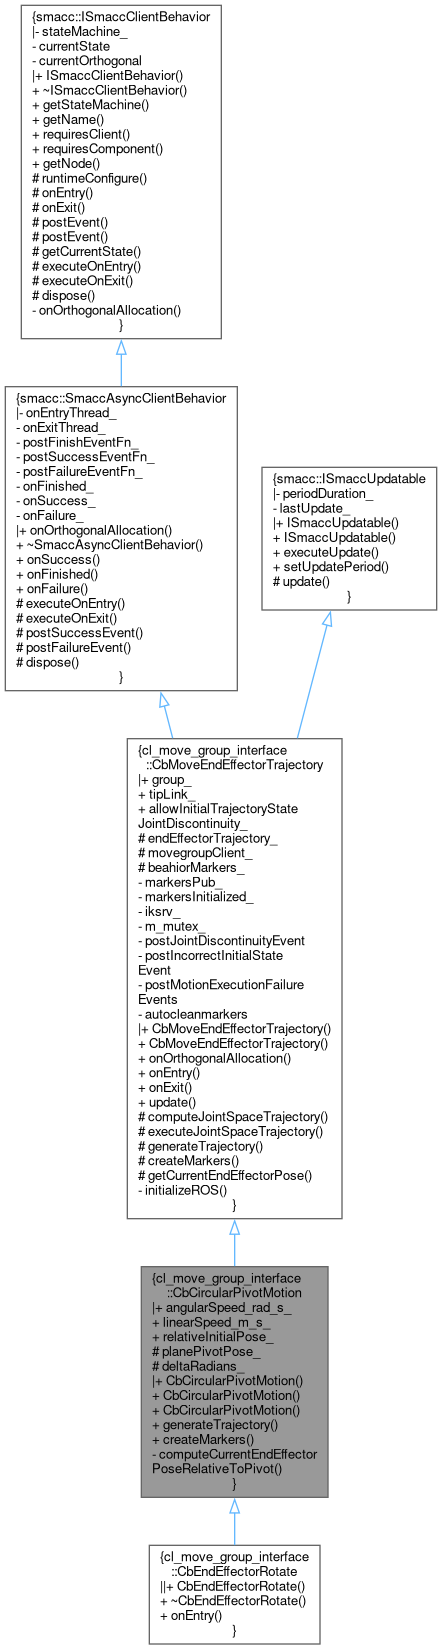 {smacc::ISmaccClientBehavior
|- stateMachine_
- currentState
- currentOrthogonal
|+ ISmaccClientBehavior()
+ ~ISmaccClientBehavior()
+ getStateMachine()
+ getName()
+ requiresClient()
+ requiresComponent()
+ getNode()
# runtimeConfigure()
# onEntry()
# onExit()
# postEvent()
# postEvent()
# getCurrentState()
# executeOnEntry()
# executeOnExit()
# dispose()
- onOrthogonalAllocation()
}
{smacc::SmaccAsyncClientBehavior
|- onEntryThread_
- onExitThread_
- postFinishEventFn_
- postSuccessEventFn_
- postFailureEventFn_
- onFinished_
- onSuccess_
- onFailure_
|+ onOrthogonalAllocation()
+ ~SmaccAsyncClientBehavior()
+ onSuccess()
+ onFinished()
+ onFailure()
# executeOnEntry()
# executeOnExit()
# postSuccessEvent()
# postFailureEvent()
# dispose()
}
{smacc::ISmaccUpdatable
|- periodDuration_
- lastUpdate_
|+ ISmaccUpdatable()
+ ISmaccUpdatable()
+ executeUpdate()
+ setUpdatePeriod()
# update()
}
{cl_move_group_interface
::CbMoveEndEffectorTrajectory
|+ group_
+ tipLink_
+ allowInitialTrajectoryState
JointDiscontinuity_
# endEffectorTrajectory_
# movegroupClient_
# beahiorMarkers_
- markersPub_
- markersInitialized_
- iksrv_
- m_mutex_
- postJointDiscontinuityEvent
- postIncorrectInitialState
Event
- postMotionExecutionFailure
Events
- autocleanmarkers
|+ CbMoveEndEffectorTrajectory()
+ CbMoveEndEffectorTrajectory()
+ onOrthogonalAllocation()
+ onEntry()
+ onExit()
+ update()
# computeJointSpaceTrajectory()
# executeJointSpaceTrajectory()
# generateTrajectory()
# createMarkers()
# getCurrentEndEffectorPose()
- initializeROS()
}
{cl_move_group_interface
::CbCircularPivotMotion
|+ angularSpeed_rad_s_
+ linearSpeed_m_s_
+ relativeInitialPose_
# planePivotPose_
# deltaRadians_
|+ CbCircularPivotMotion()
+ CbCircularPivotMotion()
+ CbCircularPivotMotion()
+ generateTrajectory()
+ createMarkers()
- computeCurrentEndEffector
PoseRelativeToPivot()
}
{cl_move_group_interface
::CbEndEffectorRotate
||+ CbEndEffectorRotate()
+ ~CbEndEffectorRotate()
+ onEntry()
}